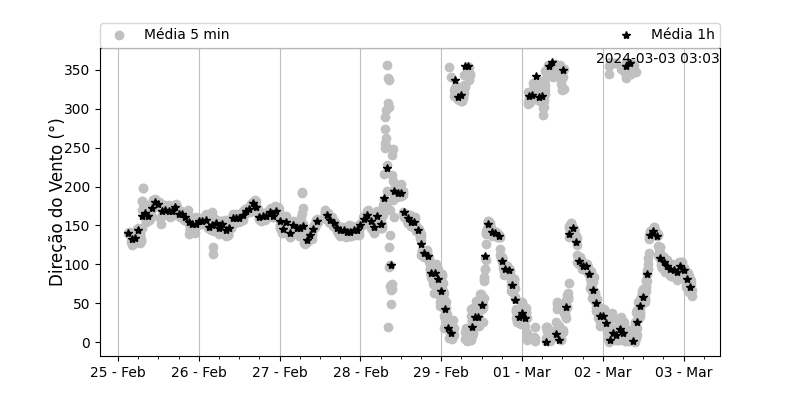 Média 5 min
Média 1h
2024-03-03 03:03
Direção do Vento (°)
350
300
250
200
150
100
50
0
25 - Feb
26 - Feb
27 - Feb
28 - Feb
29 - Feb
01 - Mar
02 - Mar
03 - Mar